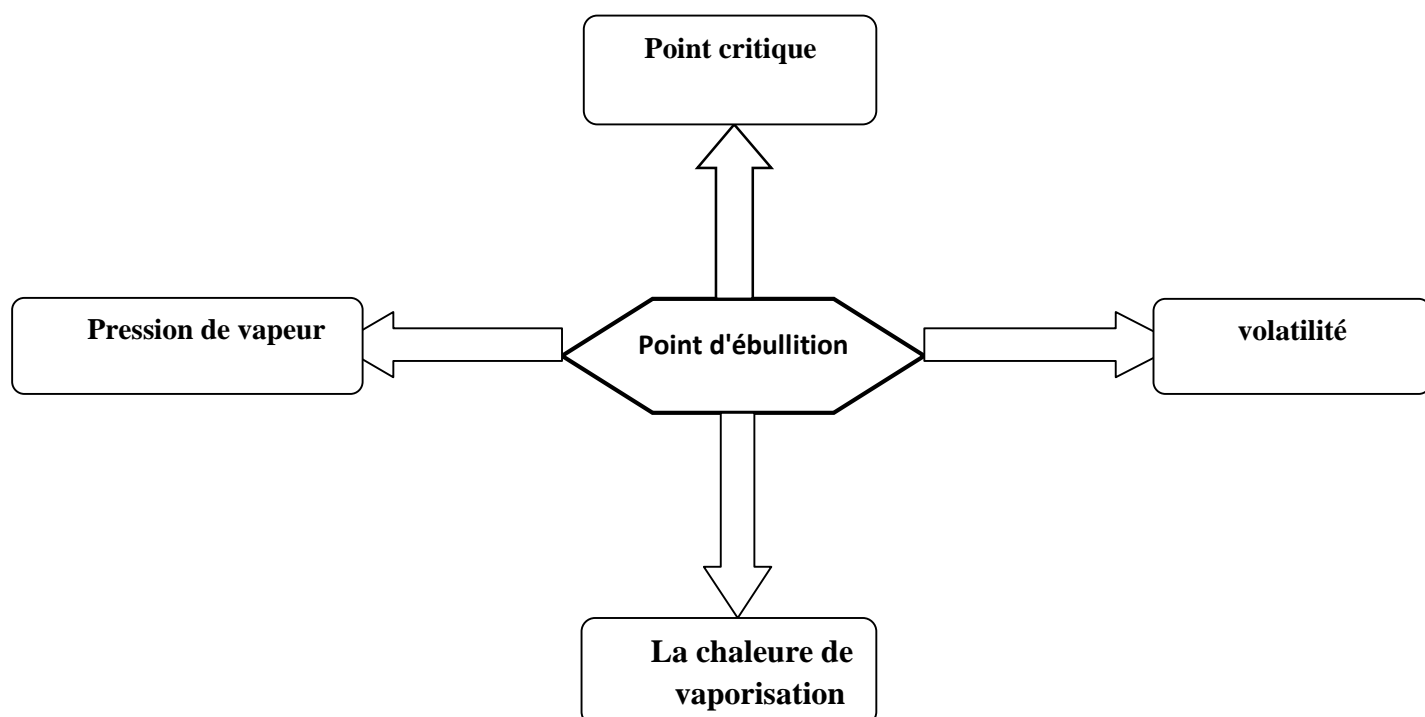 Point critique
Pression de vapeur
Point d'ébullition
volatilité
La chaleure de
vaporisation